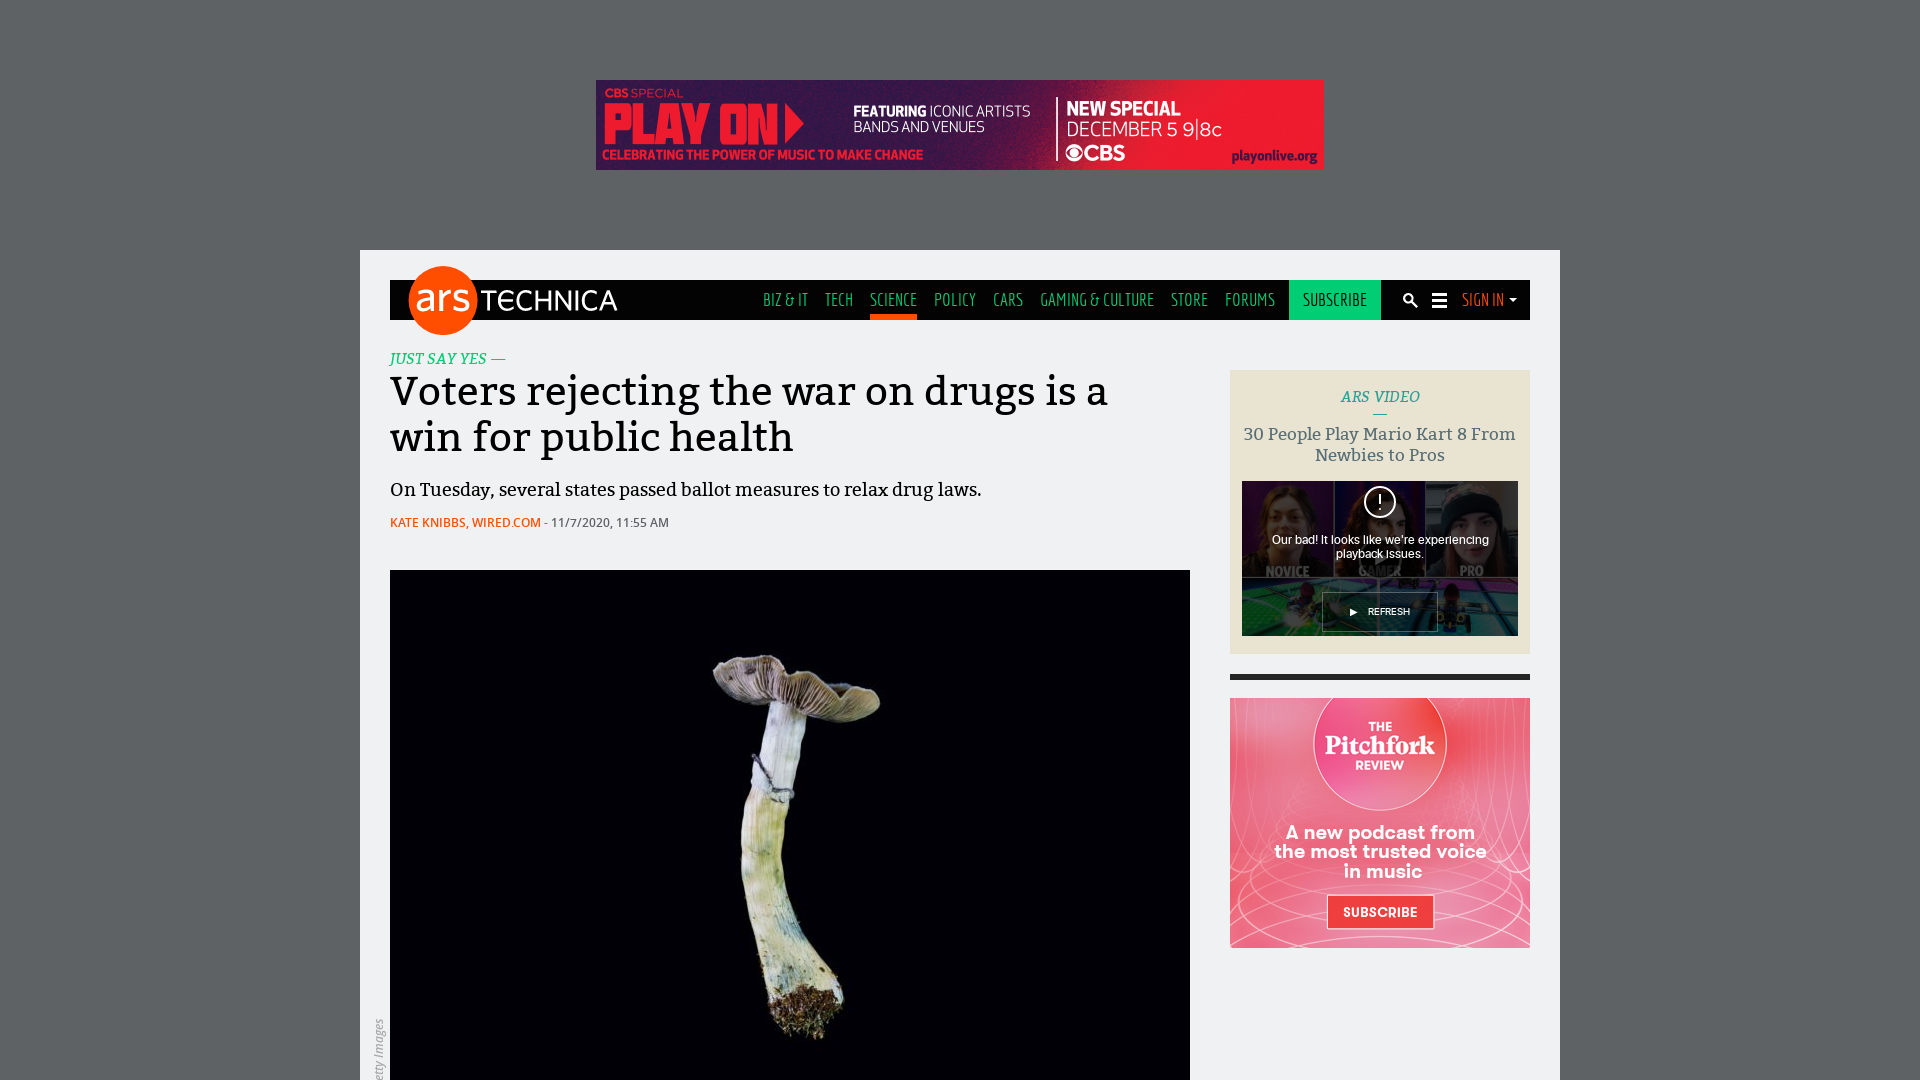 CBS SPECIAL
PLAY ON
CELEBRATING THE POWER OF MUSIC TO MAKE CHANGE
FEATURING ICONIC ARTISTS
BANDS AND VENUES
NEW SPECIAL
DECEMBER 5 9|8c
CBS
playonlive.org
ars TECHNICA
BIZ & IT TECH SCIENCE POLICY CARS GAMING & CULTURE STORE FORUMS SUBSCRIBE SIGN IN
JUST SAY YES —
Voters rejecting the war on drugs is a
win for public health
On Tuesday, several states passed ballot measures to relax drug laws.
KATE KNIBBS, WIRED.COM - 11/7/2020, 11:55 AM
ARS VIDEO
—
30 People Play Mario Kart 8 From
Newbies to Pros
Our bad! It looks like we're experiencing
playback issues.
NOVICE GAMER PRO
REFRESH
THE
Pitchfork
REVIEW
A new podcast from
the most trusted voice
in music
SUBSCRIBE
Images